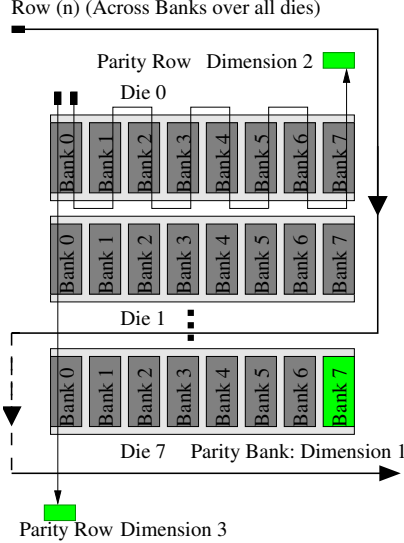 Row (n) (Across Banks over all dies)
Parity Row Dimension 2
Die 0
Bank 0 Bank 1 Bank 2 Bank 3 Bank 4 Bank 5 Bank 6 Bank 7
Bank 0 Bank 1 Bank 2 Bank 3 Bank 4 Bank 5 Bank 6 Bank 7
Die 1
Bank 0 Bank 1 Bank 2 Bank 3 Bank 4 Bank 5 Bank 6 Bank 7
Die 7 Parity Bank: Dimension 1
Parity Row Dimension 3